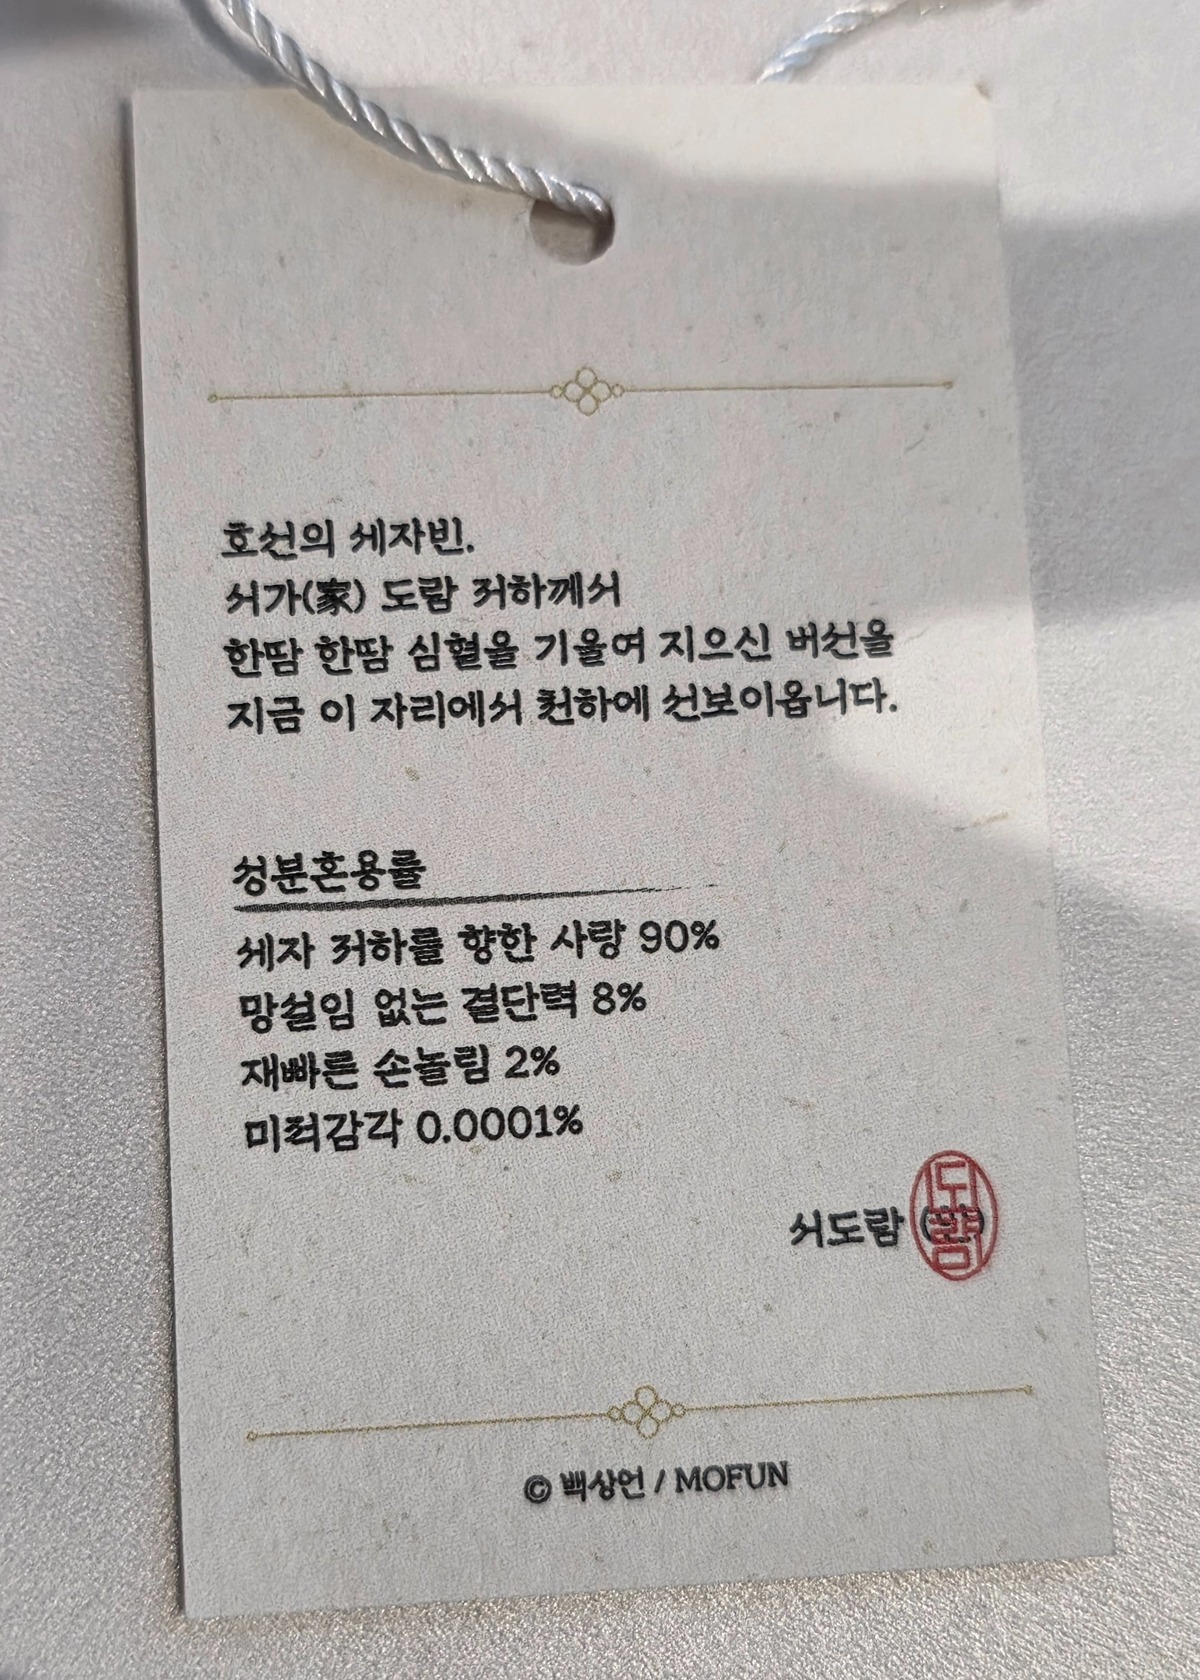 호선의 세자빈.
서가(家) 도람 저하께서
한땀 한땀 심혈을 기울여 지으신 버선을
지금 이 자리에서 천하에 선보이옵니다.
성분혼용률
세자 저하를 향한 사랑 90%
망설임 없는 결단력 8%
재빠른 손놀림 2%
미적감각 0.0001%
서도람
도람
© 백상언 / MOFUN